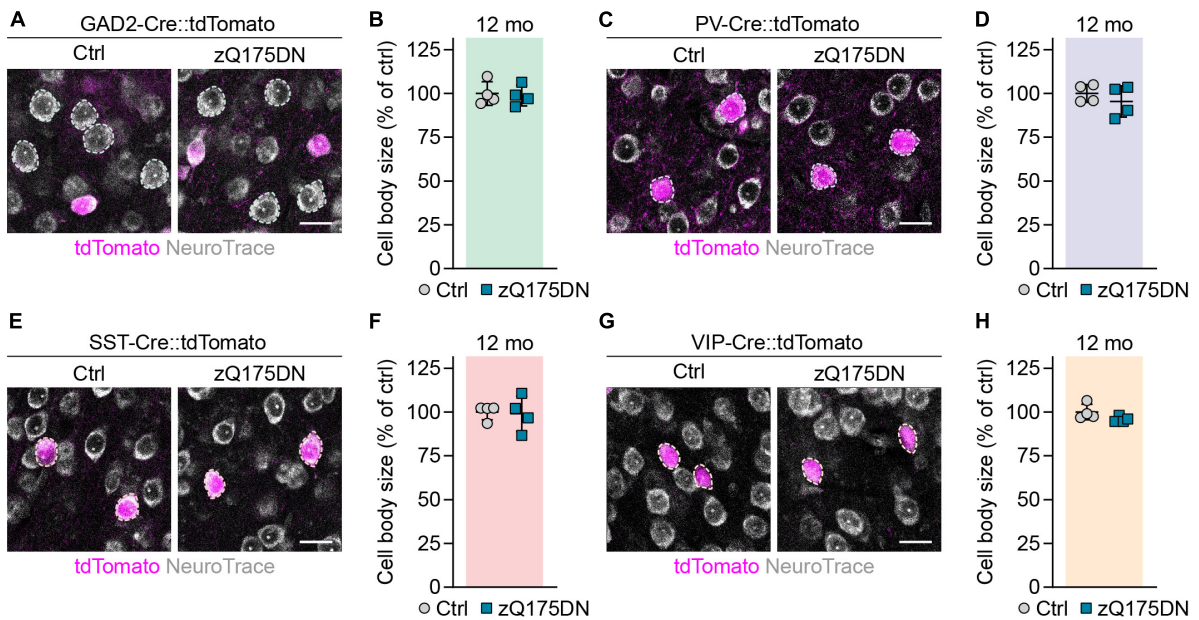 A
GAD2-Cre::tdTomato
Ctrl zQ175DN
tdTomato NeuroTrace
B
12 mo
Cell body size (% of ctrl)
125
100
75
50
25
0
Ctrl zQ175DN
C
PV-Cre::tdTomato
Ctrl zQ175DN
tdTomato NeuroTrace
D
12 mo
Cell body size (% of ctrl)
125
100
75
50
25
0
Ctrl zQ175DN
E
SST-Cre::tdTomato
Ctrl zQ175DN
tdTomato NeuroTrace
F
12 mo
Cell body size (% of ctrl)
125
100
75
50
25
0
Ctrl zQ175DN
G
VIP-Cre::tdTomato
Ctrl zQ175DN
tdTomato NeuroTrace
H
12 mo
Cell body size (% of ctrl)
125
100
75
50
25
0
Ctrl zQ175DN